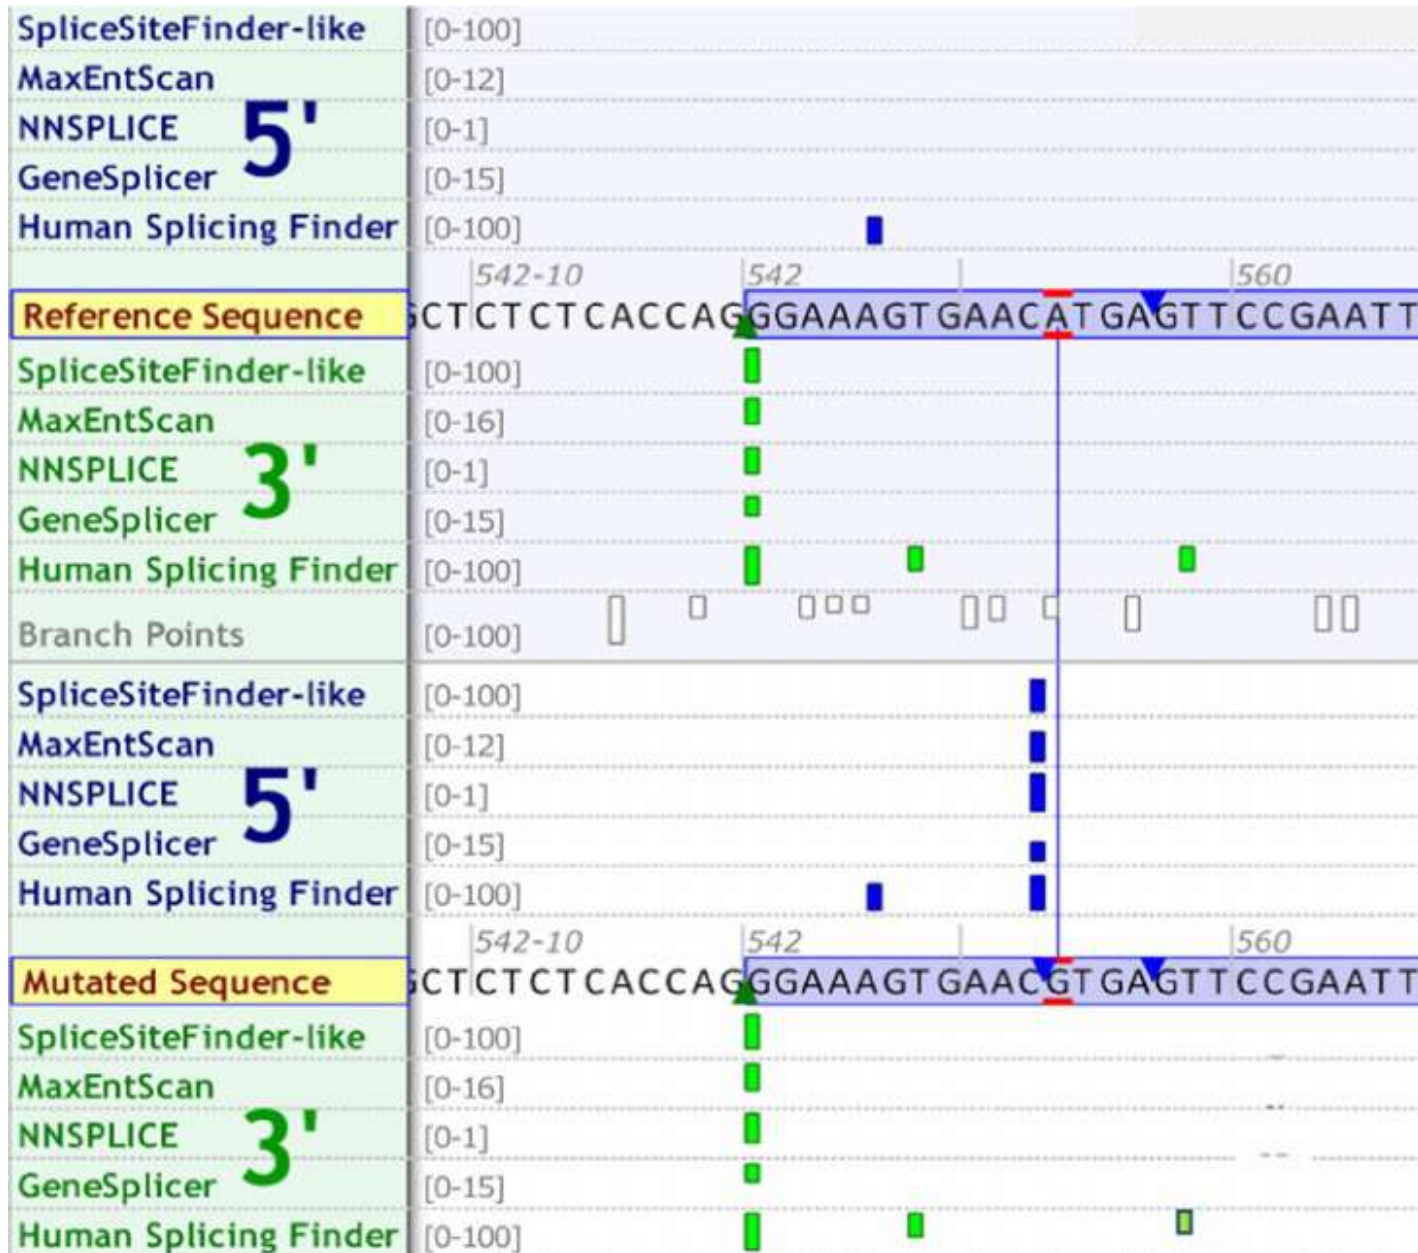 SpliceSiteFinder-like [0-100]
MaxEntScan [0-12]
NNSPLICE 5' [0-1]
GeneSplicer [0-15]
Human Splicing Finder [0-100]
542-10 542 560
Reference Sequence GCTCTCTCACCAGGGAAAGTGAACATGAGTTCCGAATT
SpliceSiteFinder-like [0-100]
MaxEntScan [0-16]
NNSPLICE 3' [0-1]
GeneSplicer [0-15]
Human Splicing Finder [0-100]
Branch Points [0-100]
SpliceSiteFinder-like [0-100]
MaxEntScan [0-12]
NNSPLICE 5' [0-1]
GeneSplicer [0-15]
Human Splicing Finder [0-100]
542-10 542 560
Mutated Sequence GCTCTCTCACCAGGGAAAGTGAACGTGAGTTCCGAATT
SpliceSiteFinder-like [0-100]
MaxEntScan [0-16]
NNSPLICE 3' [0-1]
GeneSplicer [0-15]
Human Splicing Finder [0-100]